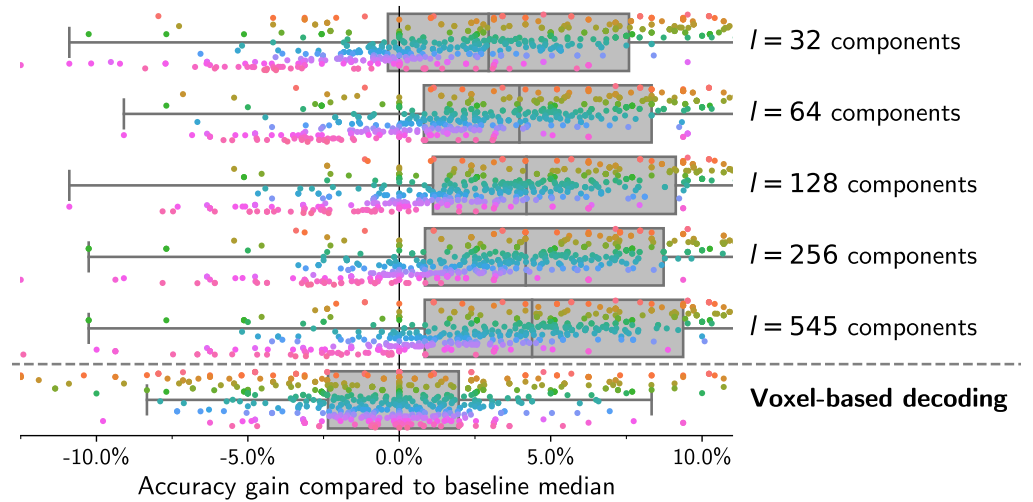 l = 32 components
l = 64 components
l = 128 components
l = 256 components
l = 545 components
Voxel-based decoding
-10.0% -5.0% 0.0% 5.0% 10.0%
Accuracy gain compared to baseline median